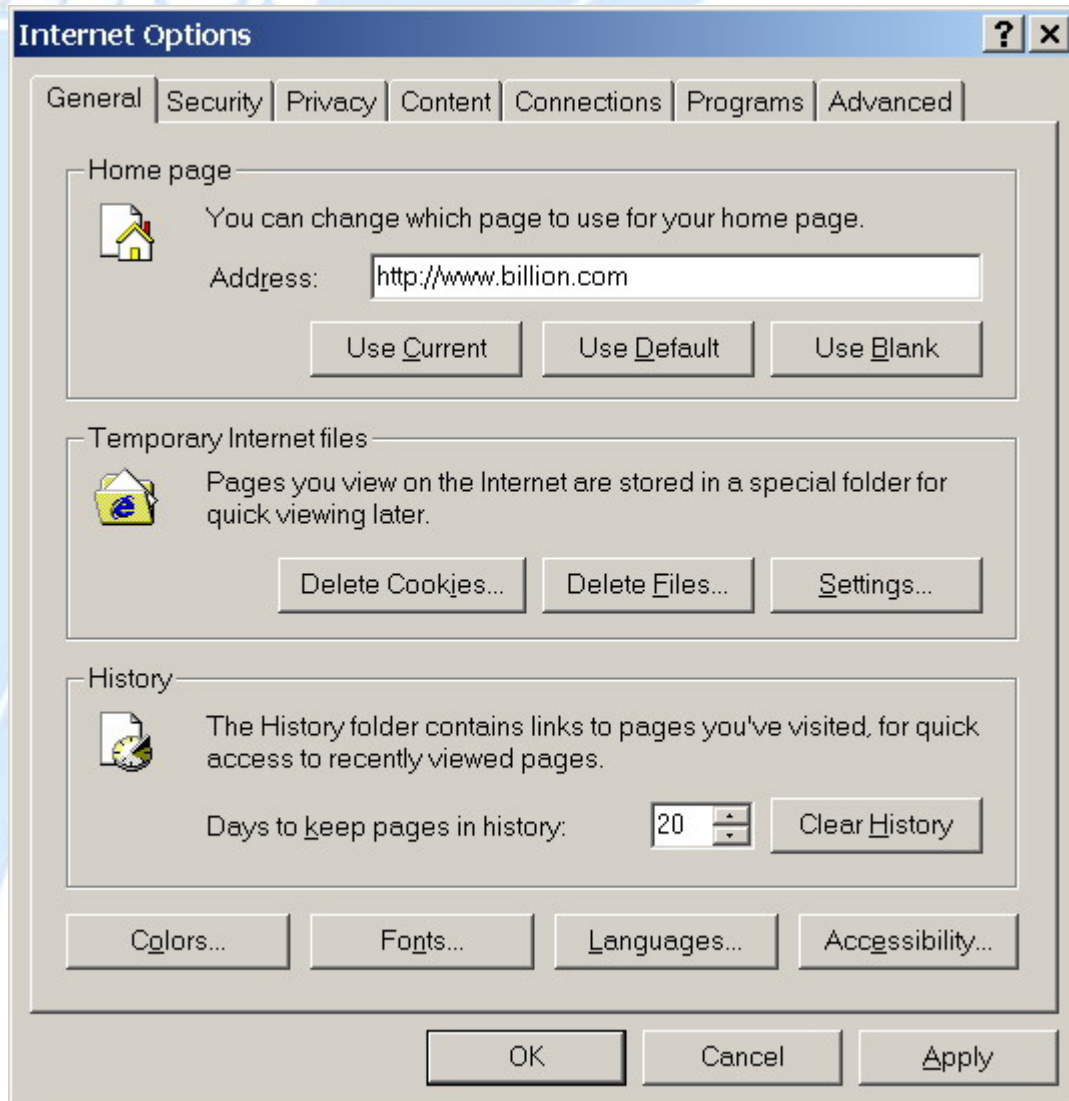 Internet Options
General Security Privacy Content Connections Programs Advanced
Home page
You can change which page to use for your home page.
Address: http://www.billion.com
Use Current Use Default Use Blank
Temporary Internet files
Pages you view on the Internet are stored in a special folder for
quick viewing later.
Delete Cookies... Delete Files... Settings...
History
The History folder contains links to pages you've visited, for quick
access to recently viewed pages.
Days to keep pages in history: 20 Clear History
Colors... Fonts... Languages... Accessibility...
OK Cancel Apply